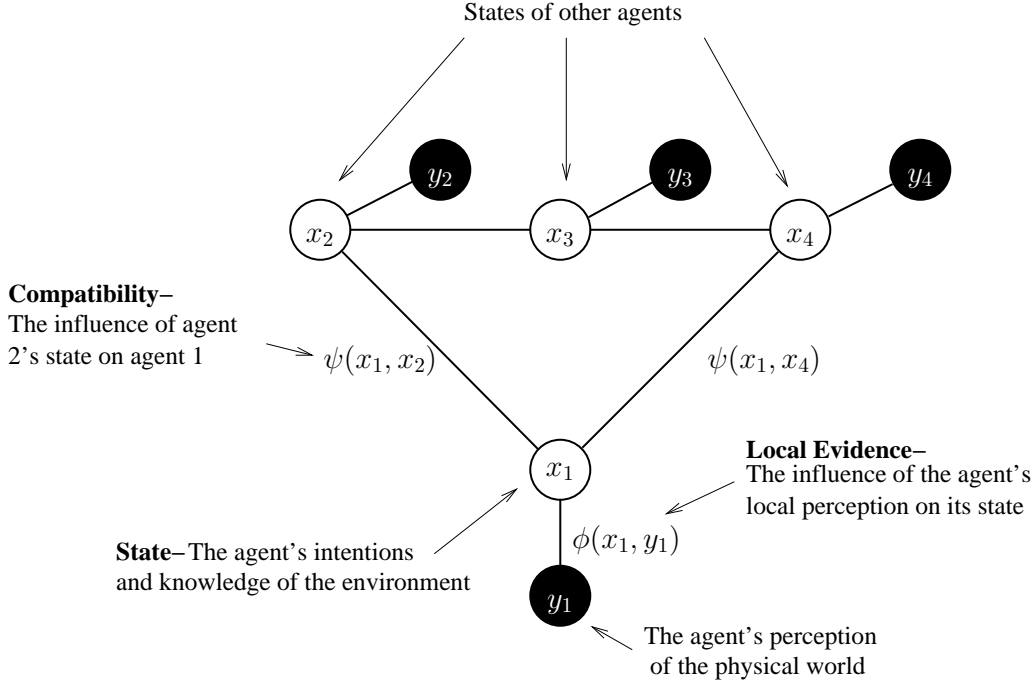 States of other agents
y₂
y₃
y₄
x₂
x₃
x₄
Compatibility–
The influence of agent
2's state on agent 1
ψ(x₁, x₂)
ψ(x₁, x₄)
x₁
Local Evidence–
The influence of the agent's
local perception on its state
ϕ(x₁, y₁)
State– The agent's intentions
and knowledge of the environment
y₁
The agent's perception
of the physical world